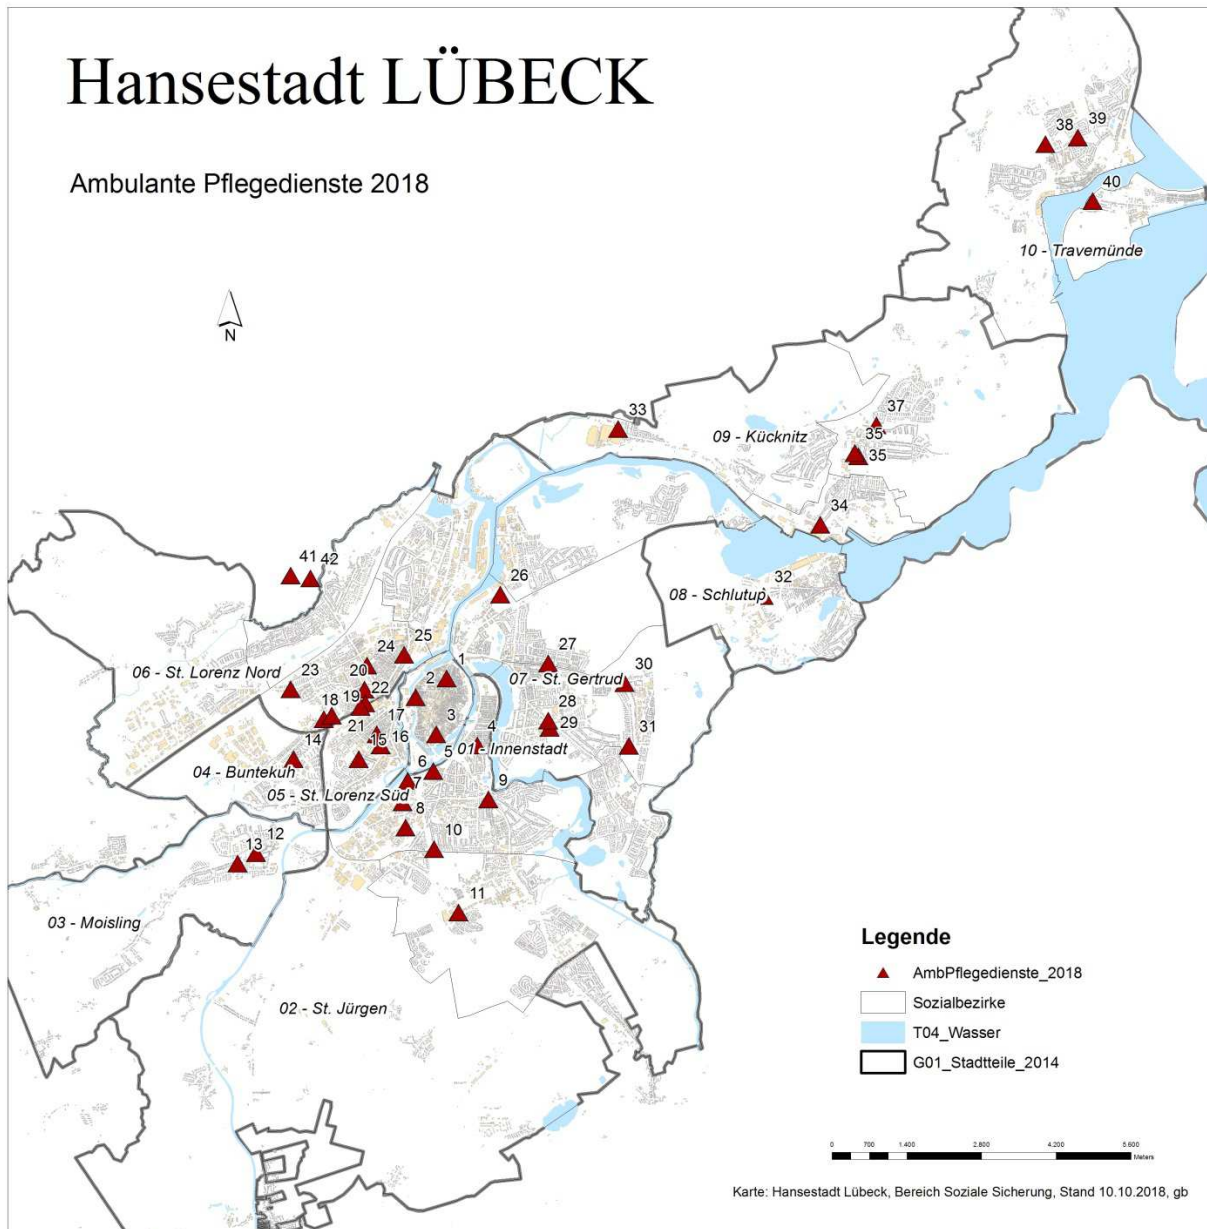 Hansestadt LÜBECK
Ambulante Pflegedienste 2018
N
38
39
40
10 - Travemünde
33
09 - Kücknitz
37
35
35
34
32
08 - Schlutup
41
42
26
06 - St. Lorenz Nord
23
20
24
25
1
2
27
07 - St. Gertrud
30
18
19
22
28
29
31
14
21
17
3
4
01 - Innenstadt
15
16
5
04 - Buntekuh
05 - St. Lorenz Süd
6
7
8
9
10
12
13
11
03 - Moisling
02 - St. Jürgen
Legende
AmbPflegedienste_2018
Sozialbezirke
T04_Wasser
G01_Stadtteile_2014
0 700 1.400 2.800 4.200 5.600
Meters
Karte: Hansestadt Lübeck, Bereich Soziale Sicherung, Stand 10.10.2018, gb